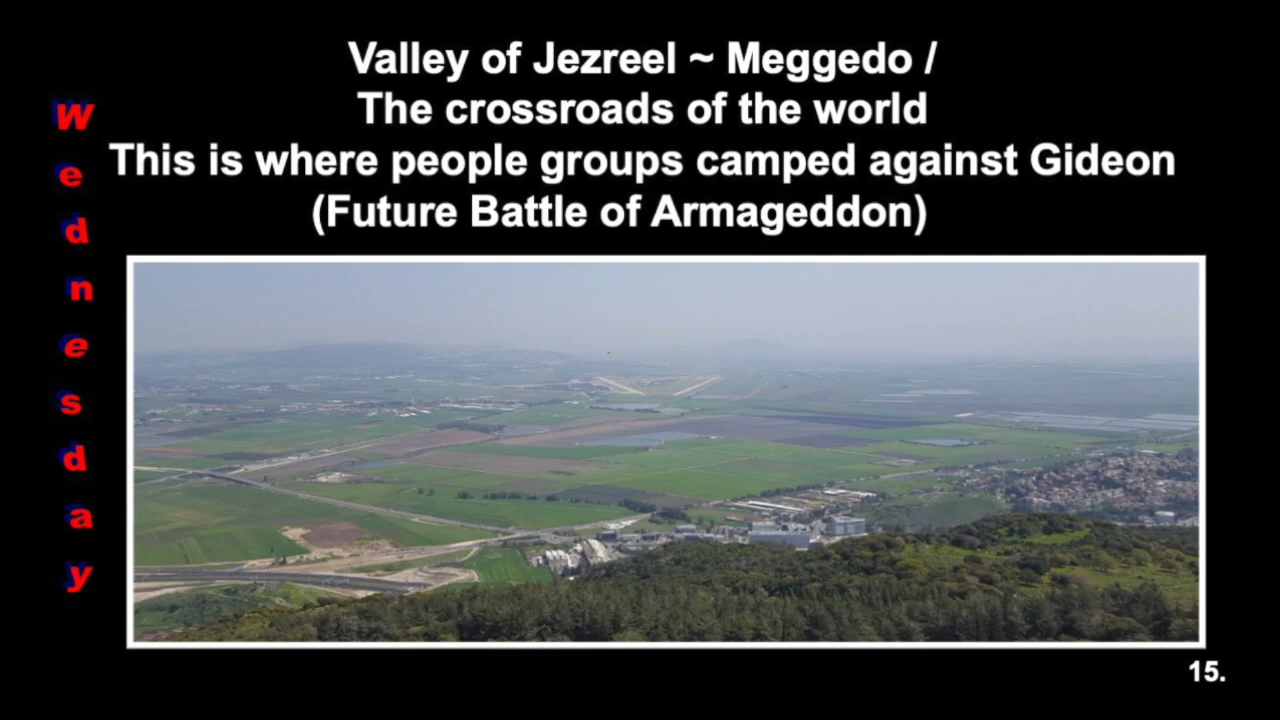 Valley of Jezreel ~ Meggedo /
The crossroads of the world
This is where people groups camped against Gideon
(Future Battle of Armageddon)
Wednesday
15.